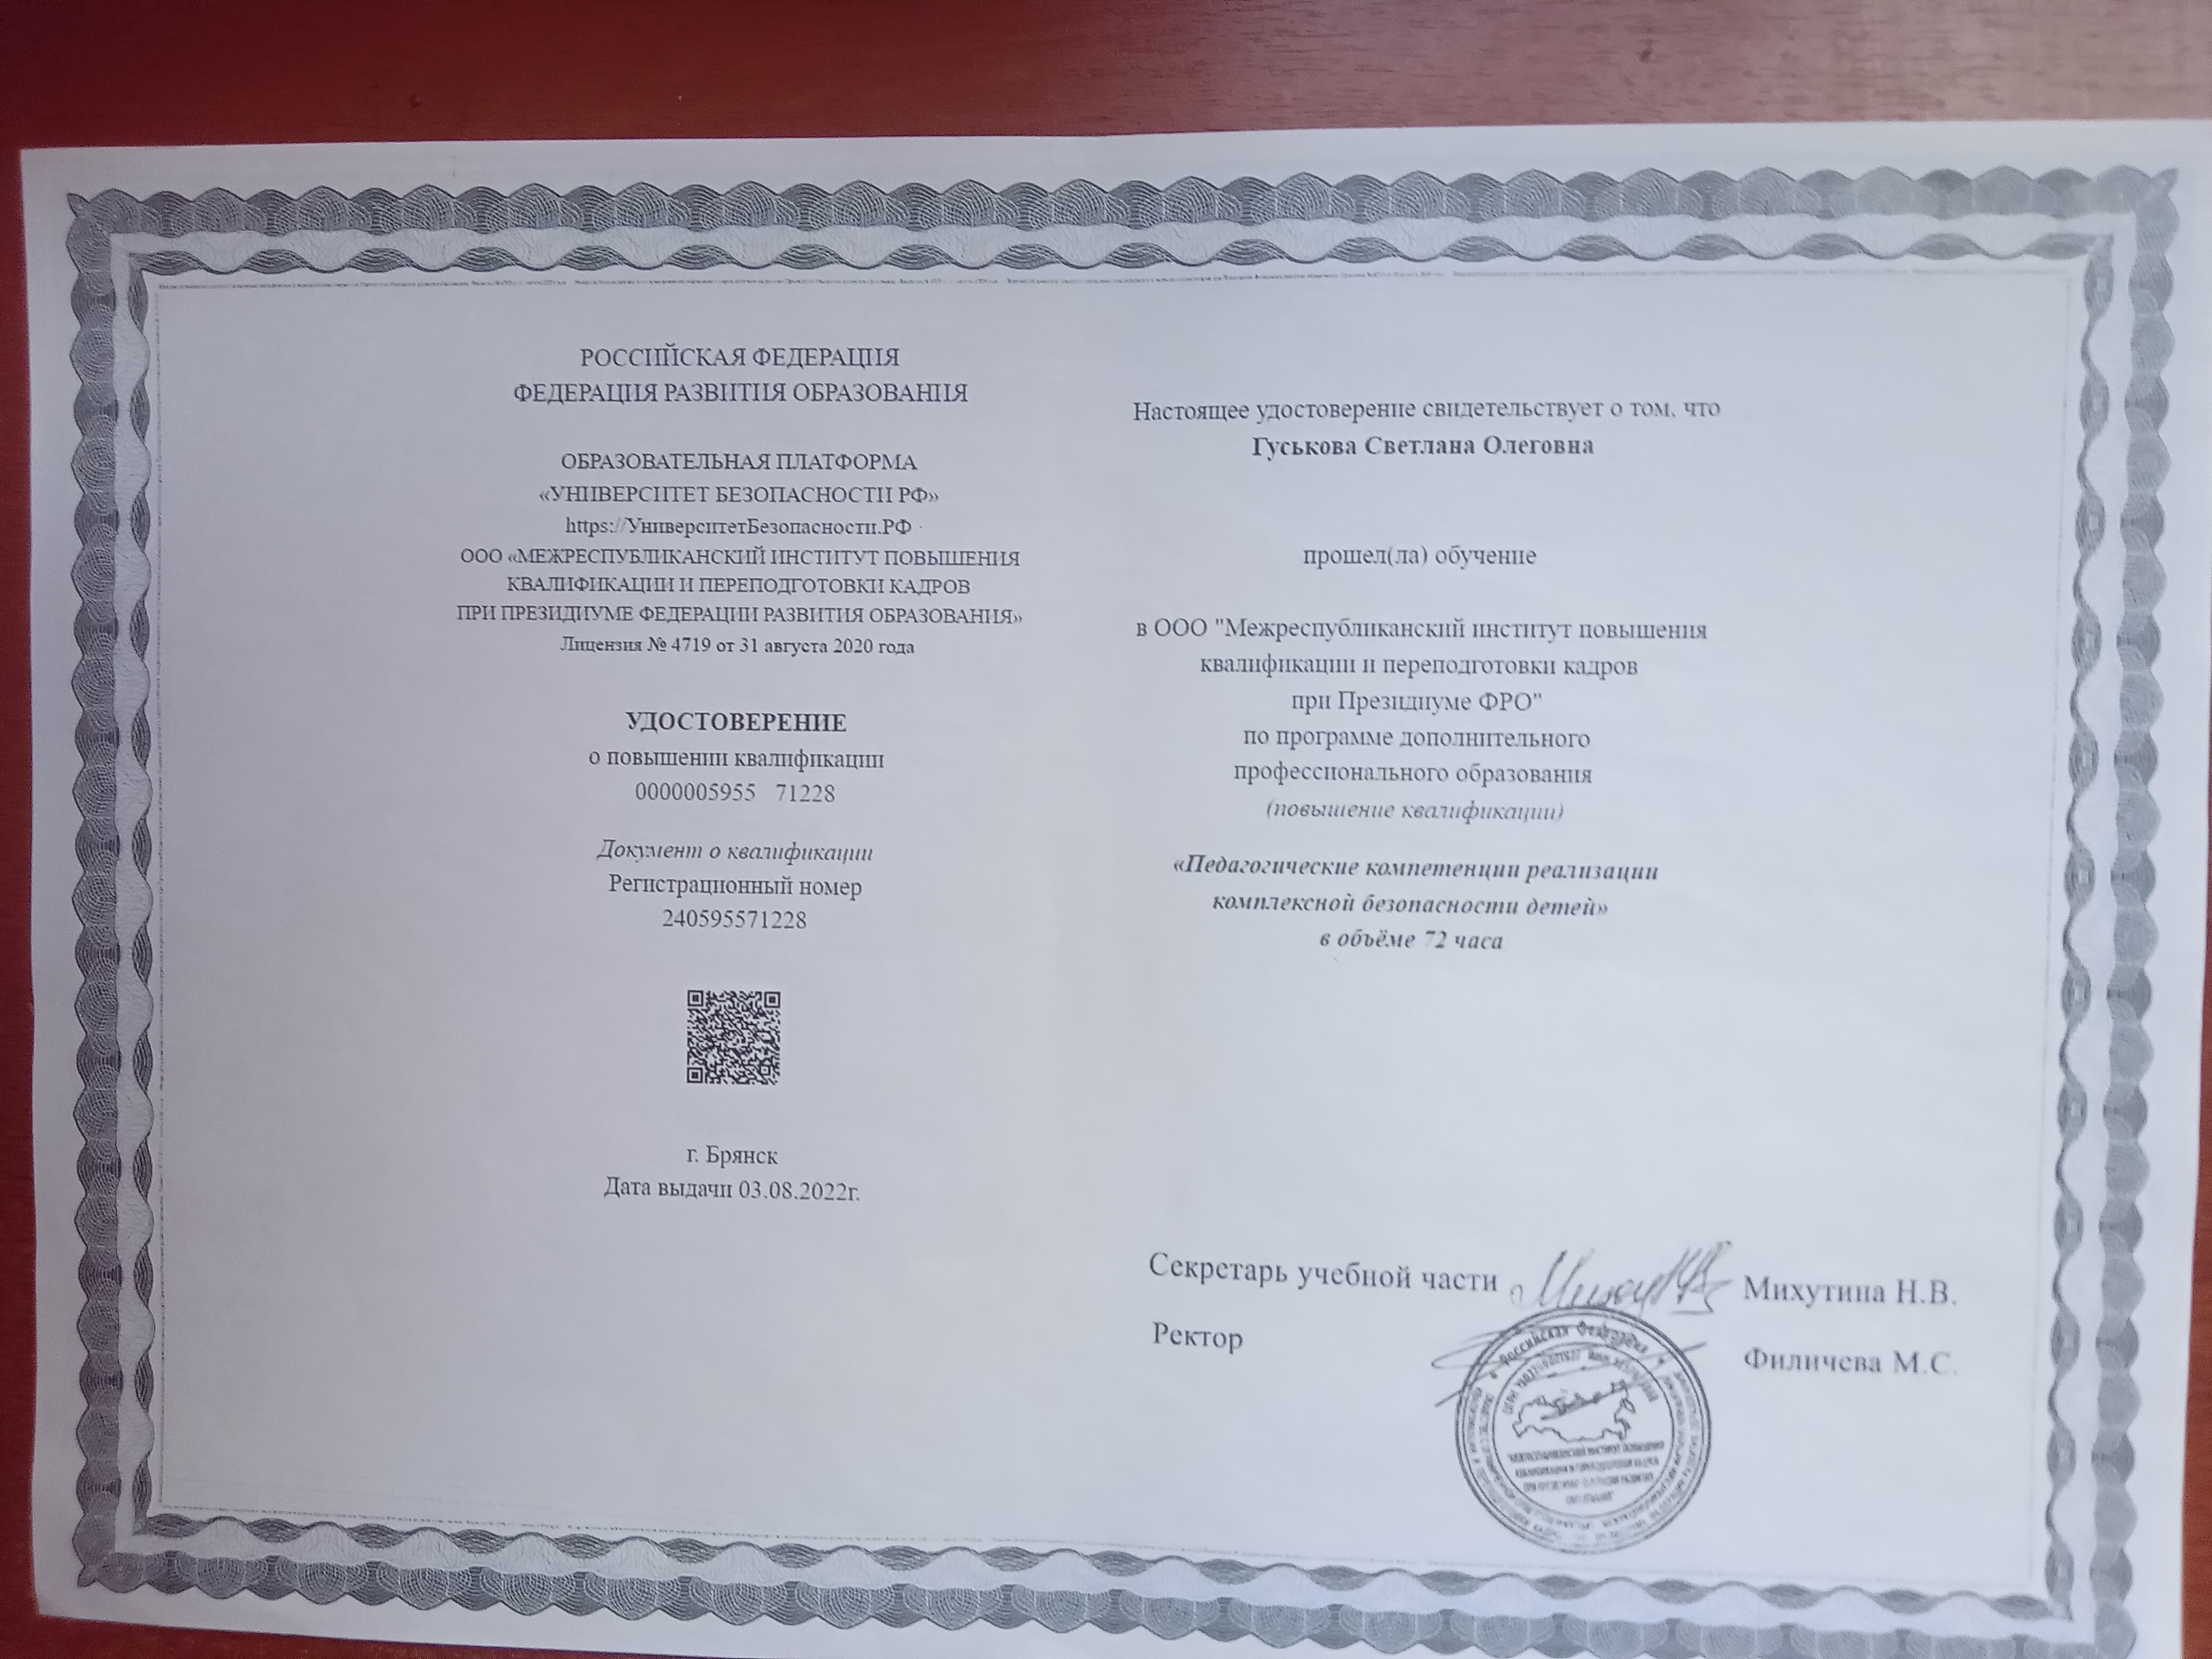 РОССИЙСКАЯ ФЕДЕРАЦИЯ
ФЕДЕРАЦИЯ РАЗВИТИЯ ОБРАЗОВАНИЯ
ОБРАЗОВАТЕЛЬНАЯ ПЛАТФОРМА
«УНИВЕРСИТЕТ БЕЗОПАСНОСТИ РФ»
https://УниверситетБезопасности.РФ
ООО «МЕЖРЕСПУБЛИКАНСКИЙ ИНСТИТУТ ПОВЫШЕНИЯ
КВАЛИФИКАЦИИ И ПЕРЕПОДГОТОВКИ КАДРОВ
ПРИ ПРЕЗИДИУМЕ ФЕДЕРАЦИИ РАЗВИТИЯ ОБРАЗОВАНИЯ»
Лицензия № 4719 от 31 августа 2020 года
УДОСТОВЕРЕНИЕ
о повышении квалификации
0000005955 71228
Документ о квалификации
Регистрационный номер
240595571228
г. Брянск
Дата выдачи 03.08.2022г.
Настоящее удостоверение свидетельствует о том, что
Гуськова Светлана Олеговна
прошел(ла) обучение
в ООО "Межреспубликанский институт повышения
квалификации и переподготовки кадров
при Президиуме ФРО"
по программе дополнительного
профессионального образования
(повышение квалификации)
«Педагогические компетенции реализации
комплексной безопасности детей»
в объёме 72 часа
Секретарь учебной части Михутина Н.В.
Ректор Филичева М.С.
Российская Федерация